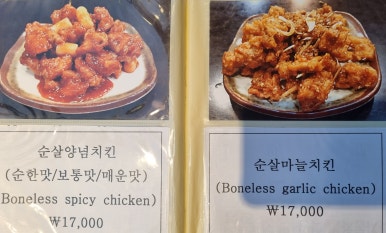 순살양념치킨
(순한맛/보통맛/매운맛)
Boneless spicy chicken)
₩17,000
순살마늘치킨
(Boneless garlic chicken)
₩17,000